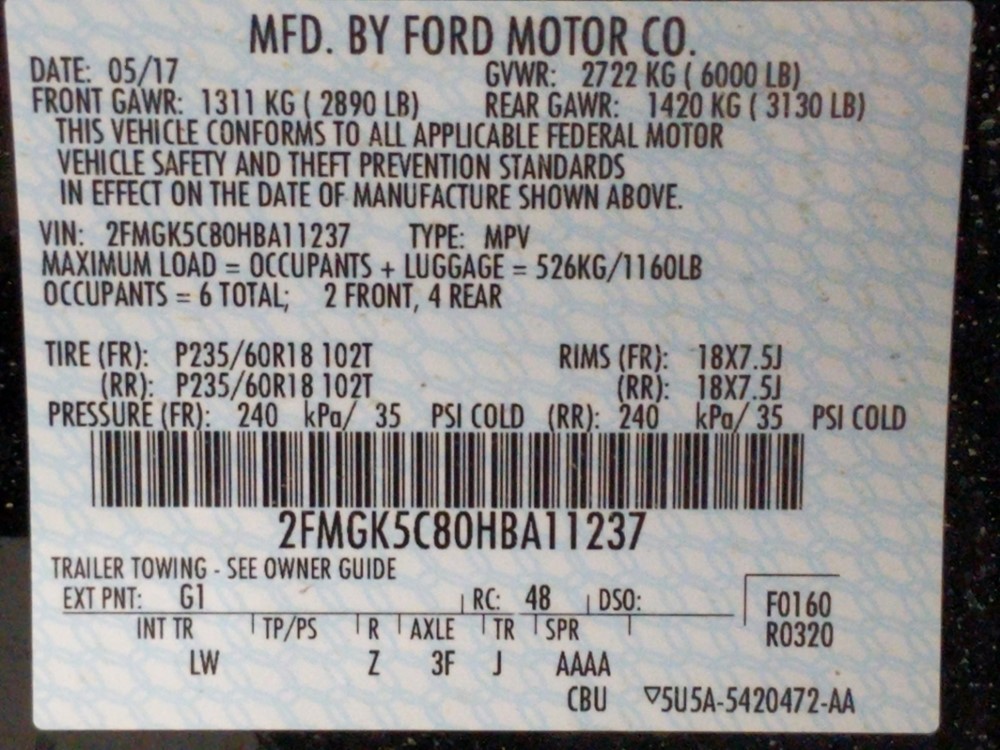 MFD. BY FORD MOTOR CO.
DATE: 05/17 GVWR: 2722 KG ( 6000 LB)
FRONT GAWR: 1311 KG ( 2890 LB) REAR GAWR: 1420 KG ( 3130 LB)
THIS VEHICLE CONFORMS TO ALL APPLICABLE FEDERAL MOTOR
VEHICLE SAFETY AND THEFT PREVENTION STANDARDS
IN EFFECT ON THE DATE OF MANUFACTURE SHOWN ABOVE.
VIN: 2FMGK5C80HBA11237 TYPE: MPV
MAXIMUM LOAD = OCCUPANTS + LUGGAGE = 526KG/1160LB
OCCUPANTS = 6 TOTAL; 2 FRONT, 4 REAR
TIRE (FR): P235/60R18 102T RIMS (FR): 18X7.5J
(RR): P235/60R18 102T (RR): 18X7.5J
PRESSURE (FR): 240 kPa/ 35 PSI COLD (RR): 240 kPa/ 35 PSI COLD
2FMGK5C80HBA11237
TRAILER TOWING - SEE OWNER GUIDE
EXT PNT: G1 RC: 48 DSO: F0160
INT TR TP/PS R AXLE TR SPR R0320
LW Z 3F J AAAA
CBU ▽5U5A-5420472-AA